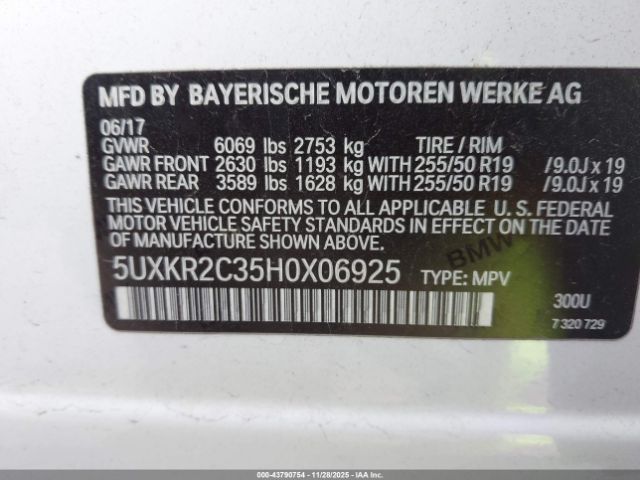 MFD BY BAYERISCHE MOTOREN WERKE AG
06/17
GVWR 6069 lbs 2753 kg TIRE / RIM
GAWR FRONT 2630 lbs 1193 kg WITH 255/50 R19 /9.0J x 19
GAWR REAR 3589 lbs 1628 kg WITH 255/50 R19 /9.0J x 19
THIS VEHICLE CONFORMS TO ALL APPLICABLE U. S. FEDERAL
MOTOR VEHICLE SAFETY STANDARDS IN EFFECT ON THE DATE
OF MANUFACTURE SHOWN ABOVE.
BMW
5UXKR2C35H0X06925 TYPE: MPV
300U
7 320 729
000-43790754 | 11/28/2025 - IAAI.COM